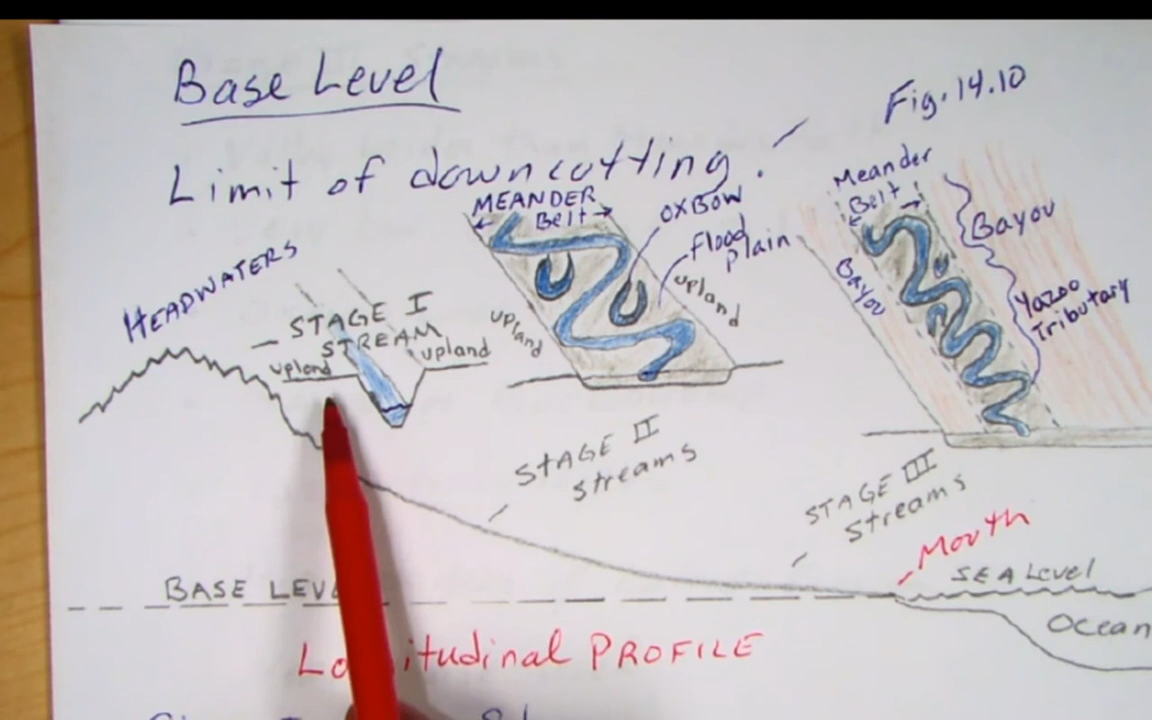 Base Level
Fig. 14.10
Limit of downcutting.
HEADWATERS
STAGE I
STREAM
upland
upland
MEANDER
Belt
OXBOW
Flood
Plain
upland
upland
Meander
Belt
Bayou
Bayou
Yazoo
Tributary
STAGE II
streams
STAGE III
streams
Mouth
SEA Level
Ocean
BASE LEV
Lo itudinal PROFILE